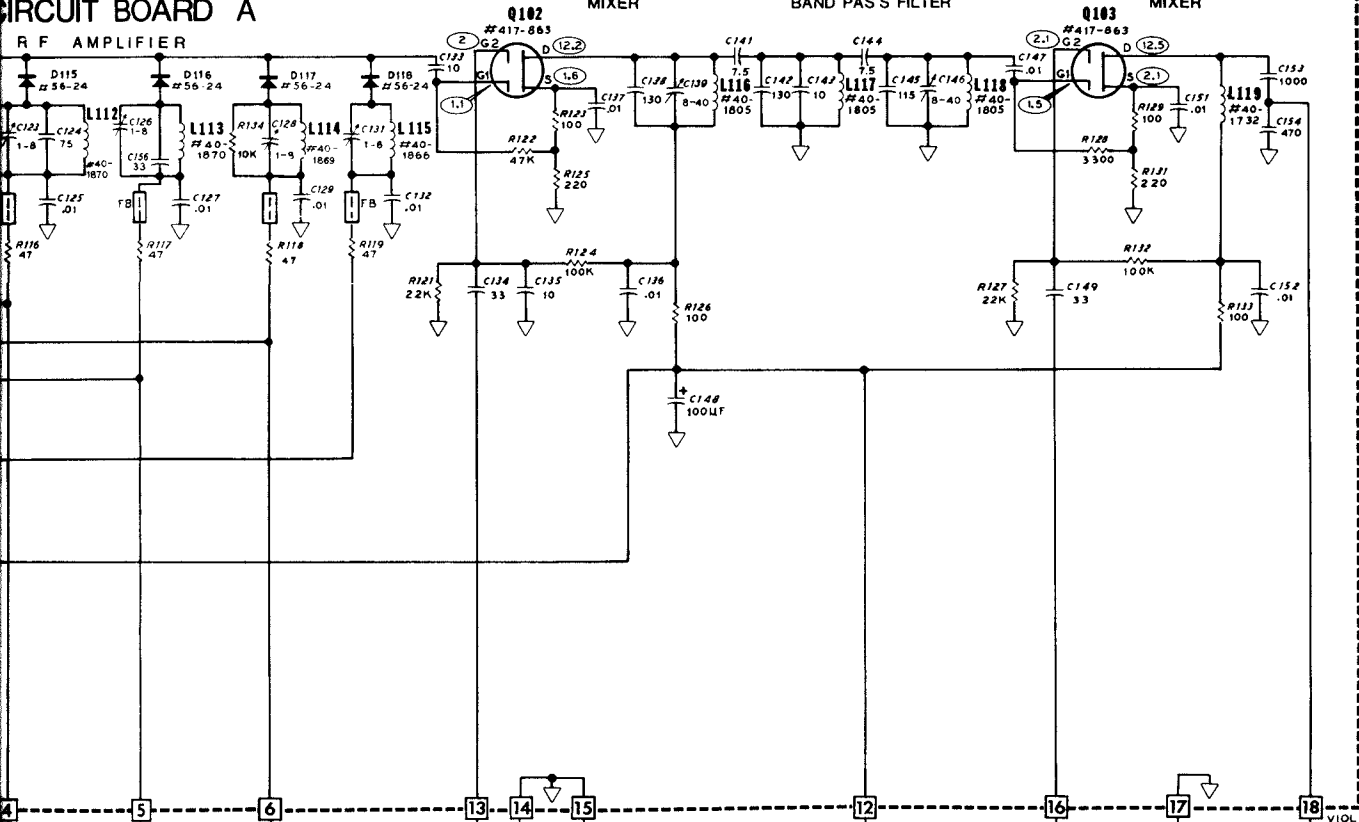 CIRCUIT BOARD A
MIXER
BAND PASS FILTER
MIXER
RF AMPLIFIER
Q102
#417-863
Q103
#417-863
D115
#56-24
D116
#56-24
D117
#56-24
D118
#56-24
C133
10
2
G2
G1
1.1
D
12.2
S
1.6
C137
.01
R123
100
R122
47K
R125
220
C138
130
C139
8-40
L116
#40-
1805
C141
7.5
C142
130
C143
10
L117
#40-
1805
C144
7.5
C145
115
C146
8-40
L118
#40-
1805
C147
.01
2.1
G2
G1
1.5
D
12.5
S
2.1
C151
.01
R129
100
R128
3300
R131
220
L119
#40-
1732
C153
1000
C154
470
C123
1-8
C124
75
L112
#40-
1870
C126
1-8
C156
33
L113
#40-
1870
R134
10K
C128
1-8
L114
#40-
1869
C131
1-8
L115
#40-
1866
C125
.01
FB
C127
.01
C129
.01
FB
C132
.01
R116
47
R117
47
R118
47
R119
47
R121
22K
C134
33
C135
10
R124
100K
C136
.01
R126
100
C148
100UF
+
R127
22K
C149
33
R132
100K
R133
100
C152
.01
4
5
6
13
14
15
12
16
17
18
VIOL